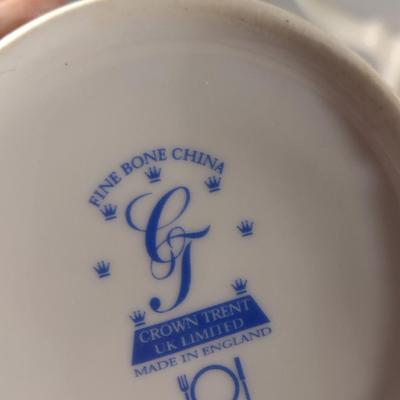 FINE BONE CHINA
CT
CROWN TRENT
UK LIMITED
MADE IN ENGLAND